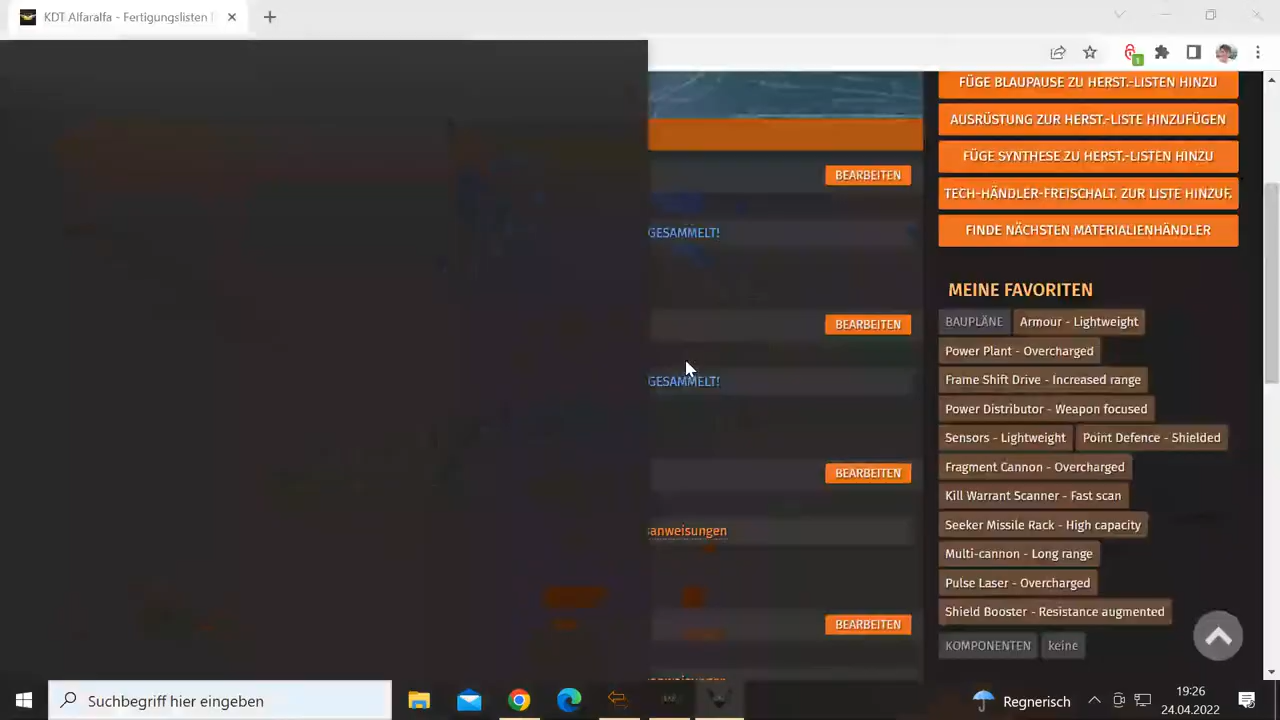 KDT Alfaralfa - Fertigungslisten |
1
FÜGE BLAUPAUSE ZU HERST.-LISTEN HINZU
AUSRÜSTUNG ZUR HERST.-LISTE HINZUFÜGEN
FÜGE SYNTHESE ZU HERST.-LISTEN HINZU
BEARBEITEN
TECH-HÄNDLER-FREISCHALT. ZUR LISTE HINZUF.
GESAMMELT!
FINDE NÄCHSTEN MATERIALIENHÄNDLER
MEINE FAVORITEN
BEARBEITEN
BAUPLÄNE Armour - Lightweight
Power Plant - Overcharged
GESAMMELT!
Frame Shift Drive - Increased range
Power Distributor - Weapon focused
Sensors - Lightweight Point Defence - Shielded
BEARBEITEN
Fragment Cannon - Overcharged
Kill Warrant Scanner - Fast scan
sanweisungen
Seeker Missile Rack - High capacity
Multi-cannon - Long range
Pulse Laser - Overcharged
BEARBEITEN
Shield Booster - Resistance augmented
KOMPONENTEN keine
Suchbegriff hier eingeben
Regnerisch
19:26
24.04.2022